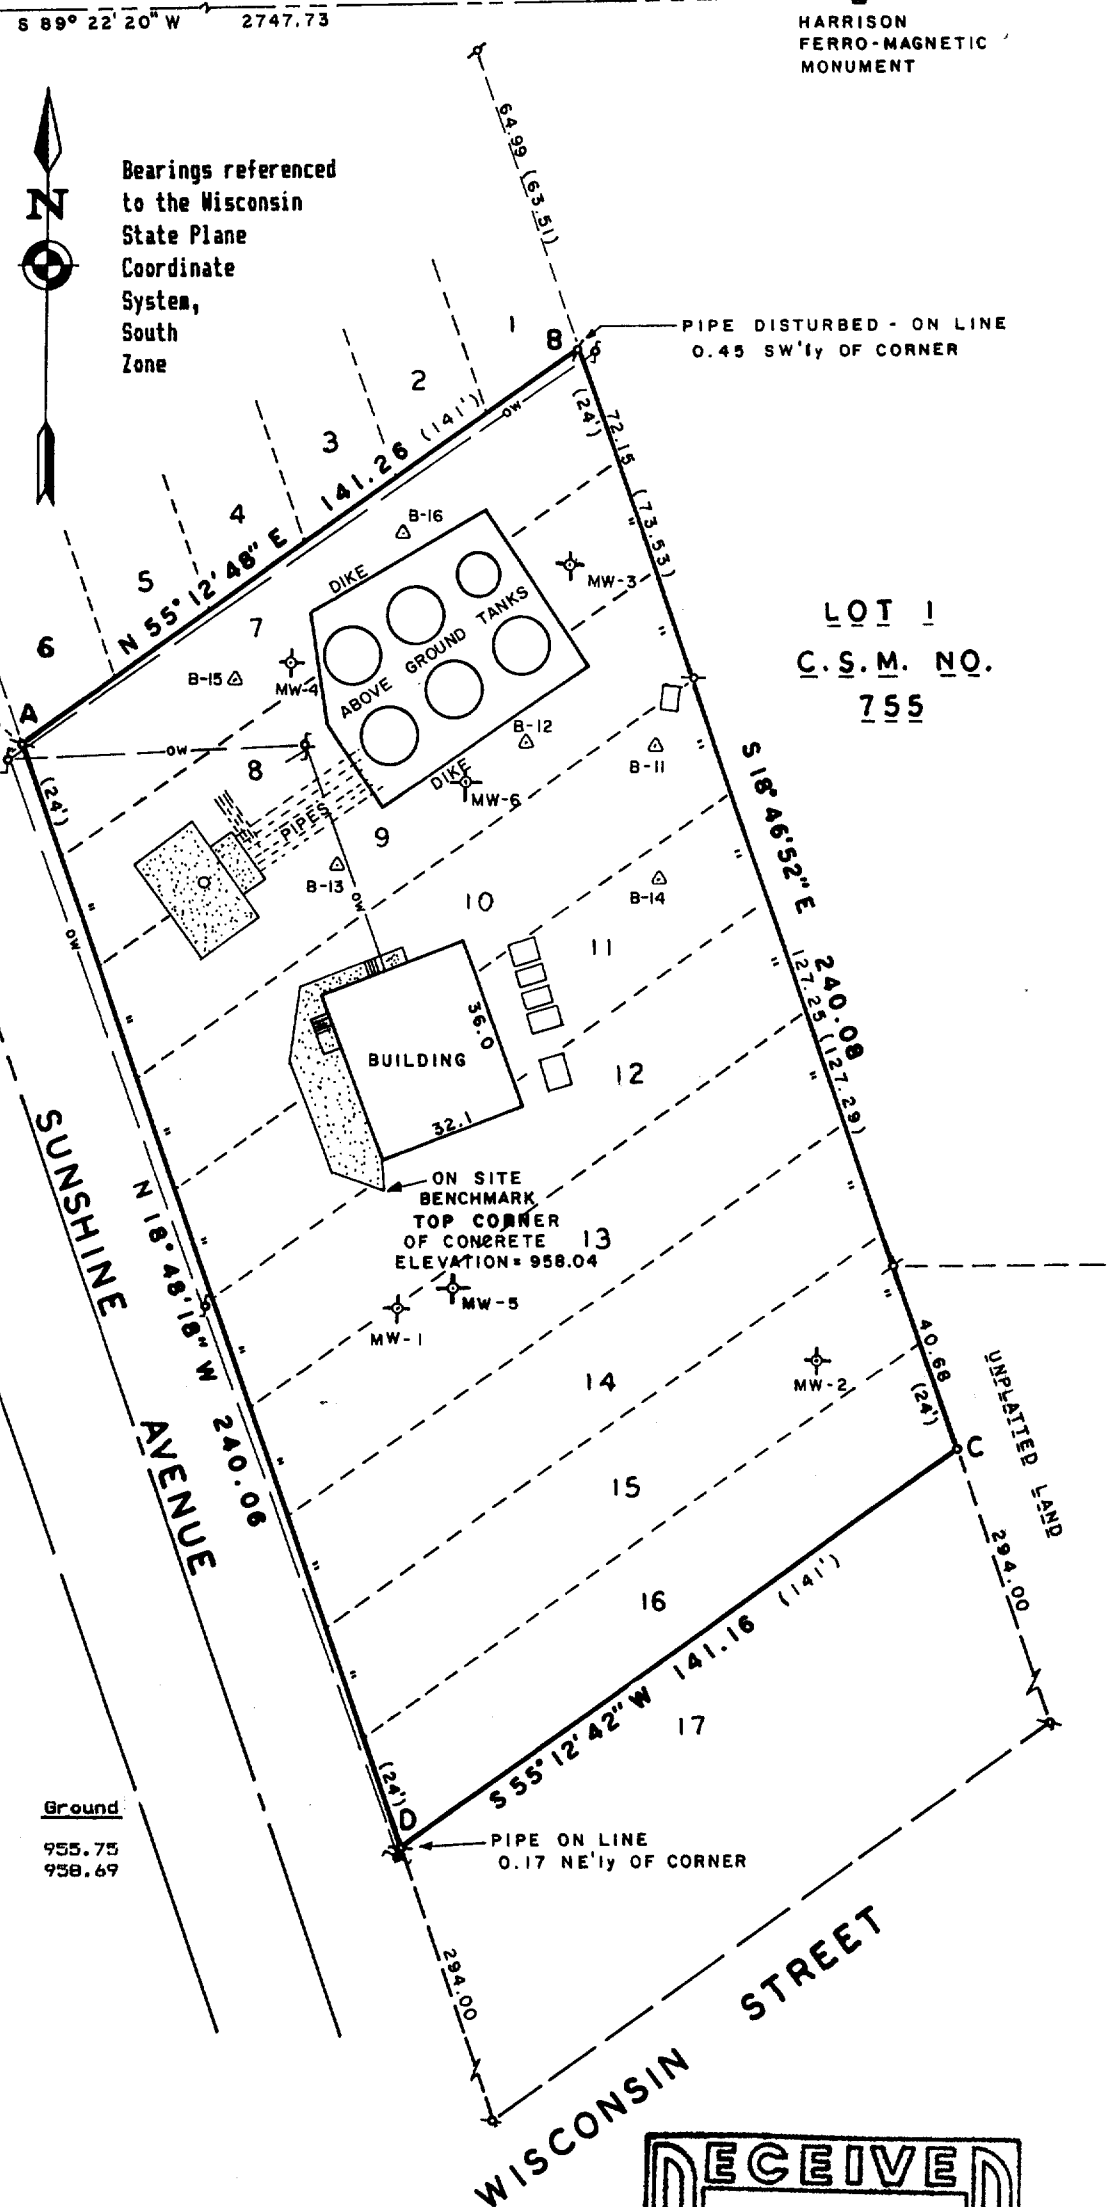 S 89° 22' 20" W 2747.73
HARRISON
FERRO-MAGNETIC
MONUMENT
N
Bearings referenced
to the Wisconsin
State Plane
Coordinate
System,
South
Zone
64.99 (63.51)
PIPE DISTURBED - ON LINE
0.45 SW'ly OF CORNER
B
1
2
3
4
5
6
N 55° 12' 48" E 141.26 (141')
OW
(24')
72.15 (73.53)
"
"
B-16
DIKE
ABOVE GROUND TANKS
MW-3
7
B-15
MW-4
LOT 1
C.S.M. NO.
755
A
OW
8
B-12
B-11
DIKE
MW-6
(24')
PIPES
9
B-13
OW
B-14
10
11
S 18° 46' 52" E 240.08
127.25 (127.29)
"
"
"
"
"
"
OW
"
"
"
"
"
"
"
"
36.0
BUILDING
32.1
12
ON SITE
BENCHMARK
TOP CORNER
OF CONCRETE
ELEVATION = 958.04
13
SUNSHINE AVENUE
N 18° 48' 18" W 240.06
MW-5
MW-1
MW-2
14
40.68
(24')
UNPLATTED LAND
C
15
294.00
16
S 55° 12' 42" W 141.16 (141')
17
(24')
D
Ground
955.75
958.69
PIPE ON LINE
0.17 NE'ly OF CORNER
294.00
WISCONSIN STREET
RECEIVED